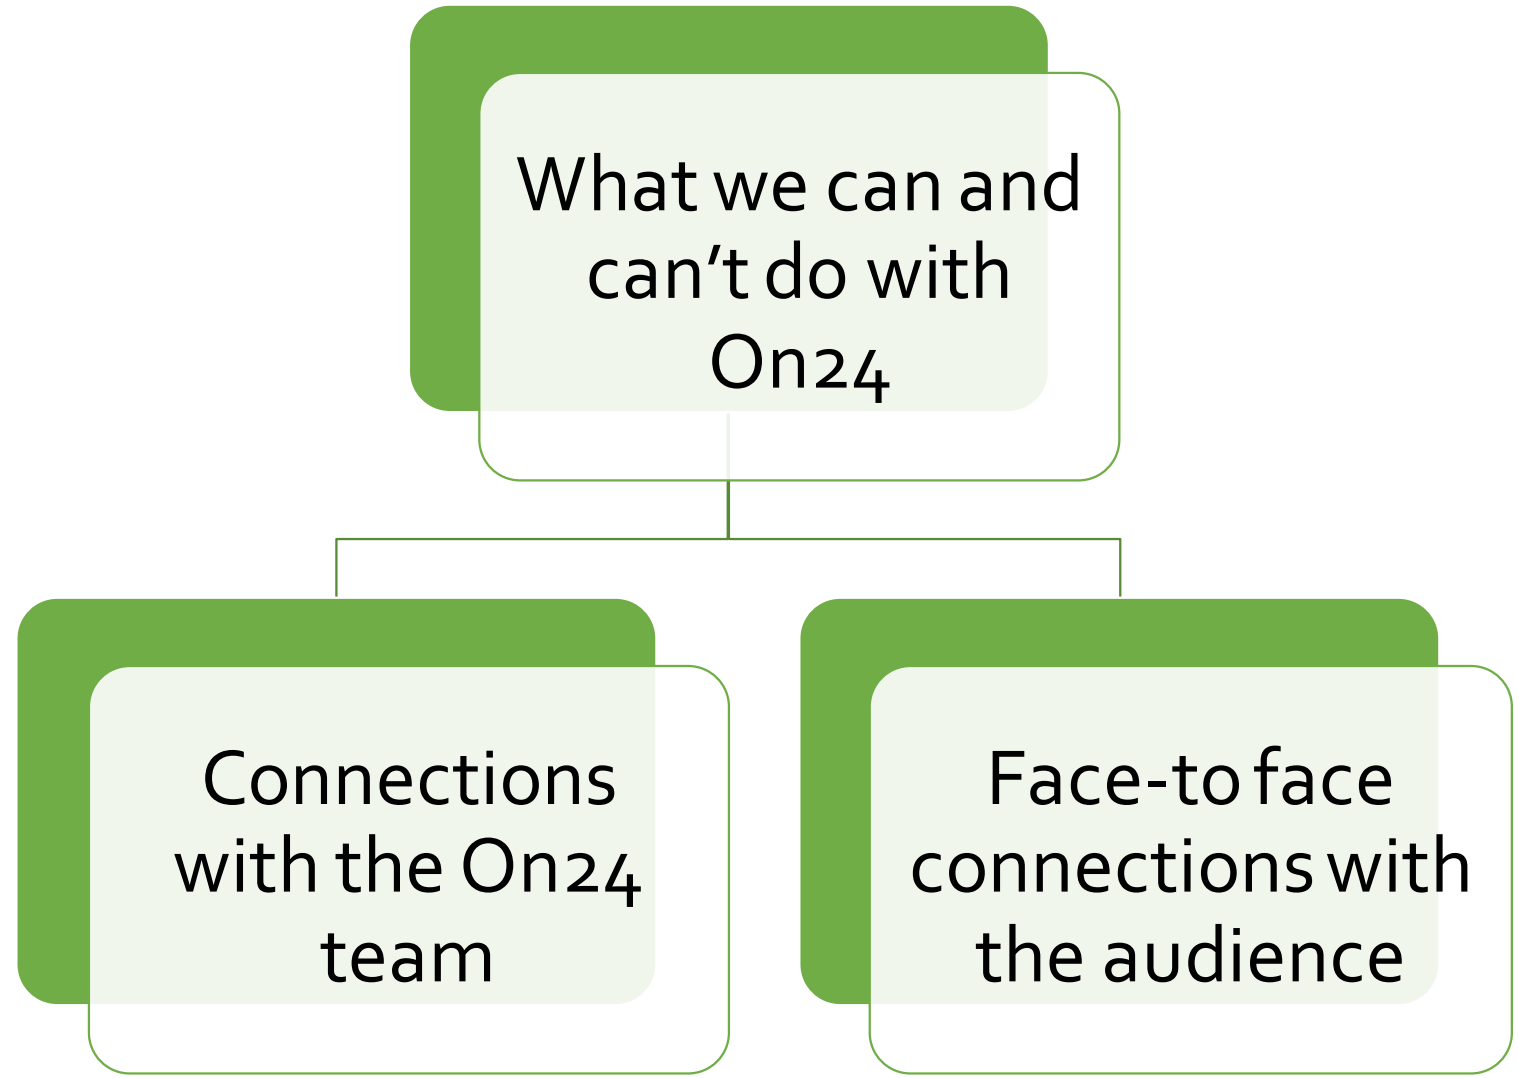 What we can and
can’t do with
On24
Connections
with the On24
team
Face-to face
connections with
the audience